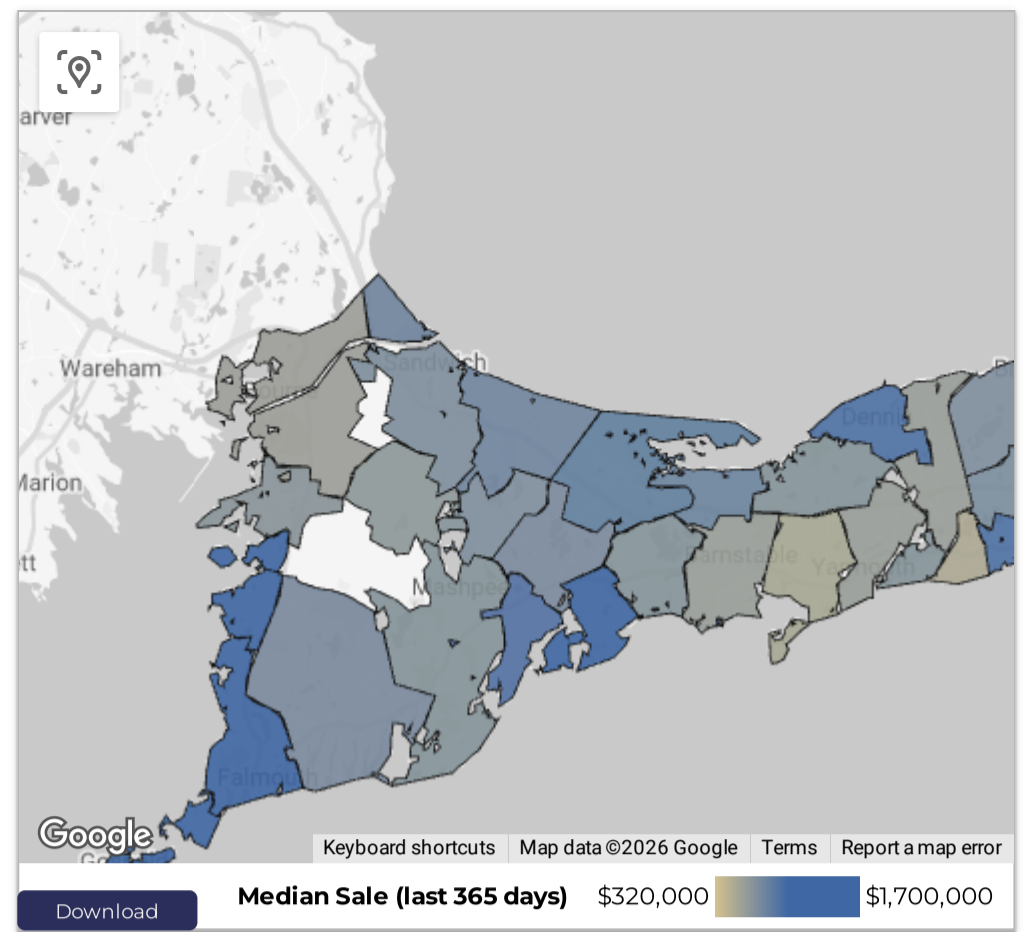 arver
Wareham
Sandwich
Bourne
Marion
Dennis
tt
Barnstable
Yarmouth
Mashpee
Falmouth
Google
Keyboard shortcuts
Map data ©2026 Google
Terms
Report a map error
Download
Median Sale (last 365 days)
$320,000
$1,700,000